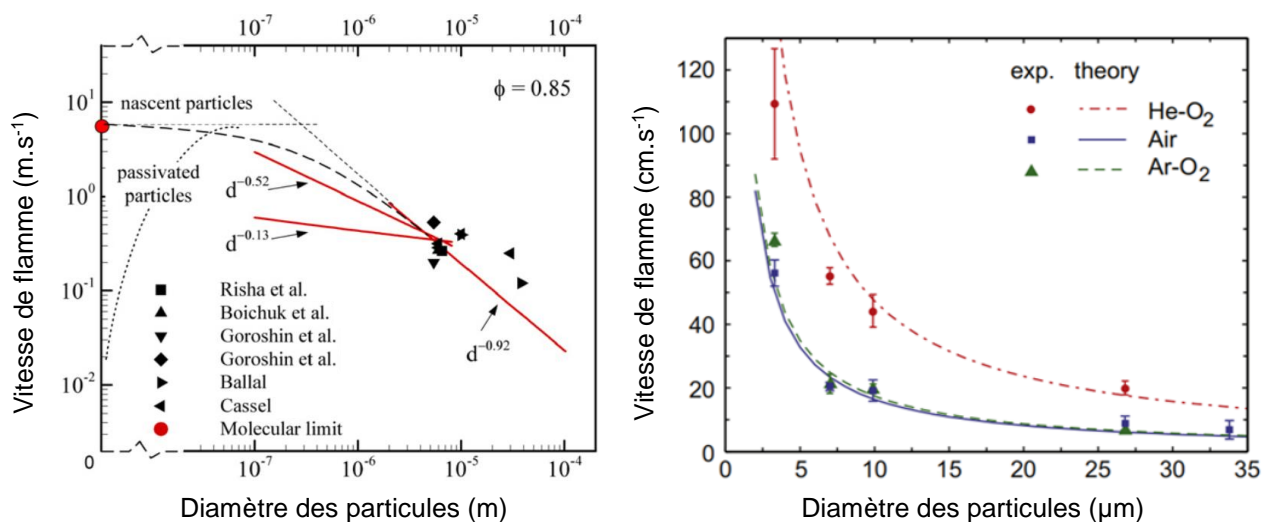 10⁻⁷ 10⁻⁶ 10⁻⁵ 10⁻⁴
ϕ = 0.85
nascent particles
passivated
particles
d⁻⁰·⁵²
d⁻⁰·¹³
d⁻⁰·⁹²
Risha et al.
Boichuk et al.
Goroshin et al.
Goroshin et al.
Ballal
Cassel
Molecular limit
10¹
10⁰
10⁻¹
10⁻²
0 10⁻⁷ 10⁻⁶ 10⁻⁵ 10⁻⁴
Vitesse de flamme (m.s⁻¹)
Diamètre des particules (m)
exp. theory
He-O₂
Air
Ar-O₂
120
100
80
60
40
20
0
0 5 10 15 20 25 30 35
Vitesse de flamme (cm.s⁻¹)
Diamètre des particules (µm)